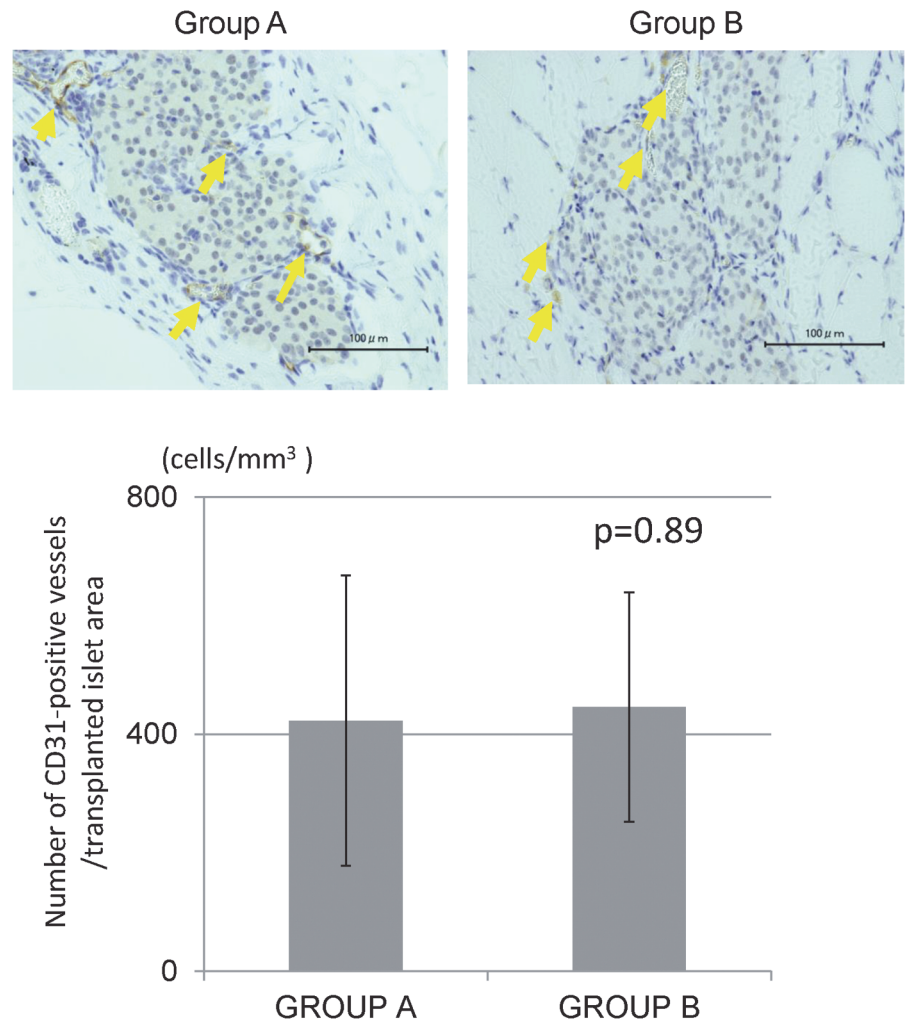 Group A
Group B
100 μm
100 μm
(cells/mm³ )
800
p=0.89
Number of CD31-positive vessels
/transplanted islet area
400
0
GROUP A
GROUP B